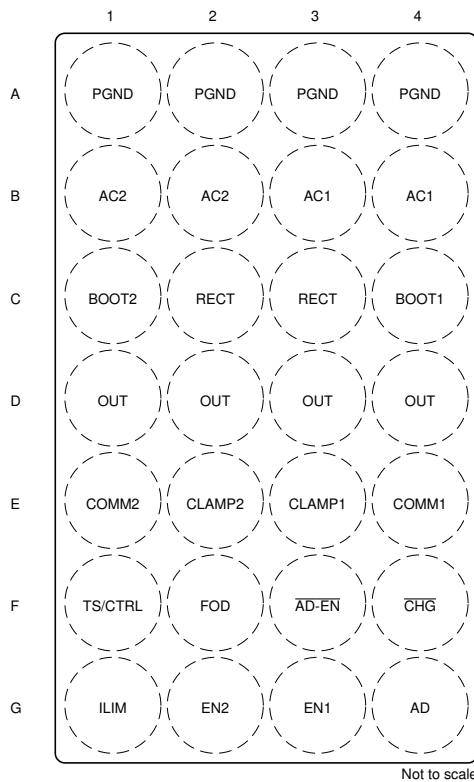 1 2 3 4
A PGND PGND PGND PGND
B AC2 AC2 AC1 AC1
C BOOT2 RECT RECT BOOT1
D OUT OUT OUT OUT
E COMM2 CLAMP2 CLAMP1 COMM1
F TS/CTRL FOD AD-EN CHG
G ILIM EN2 EN1 AD
Not to scale